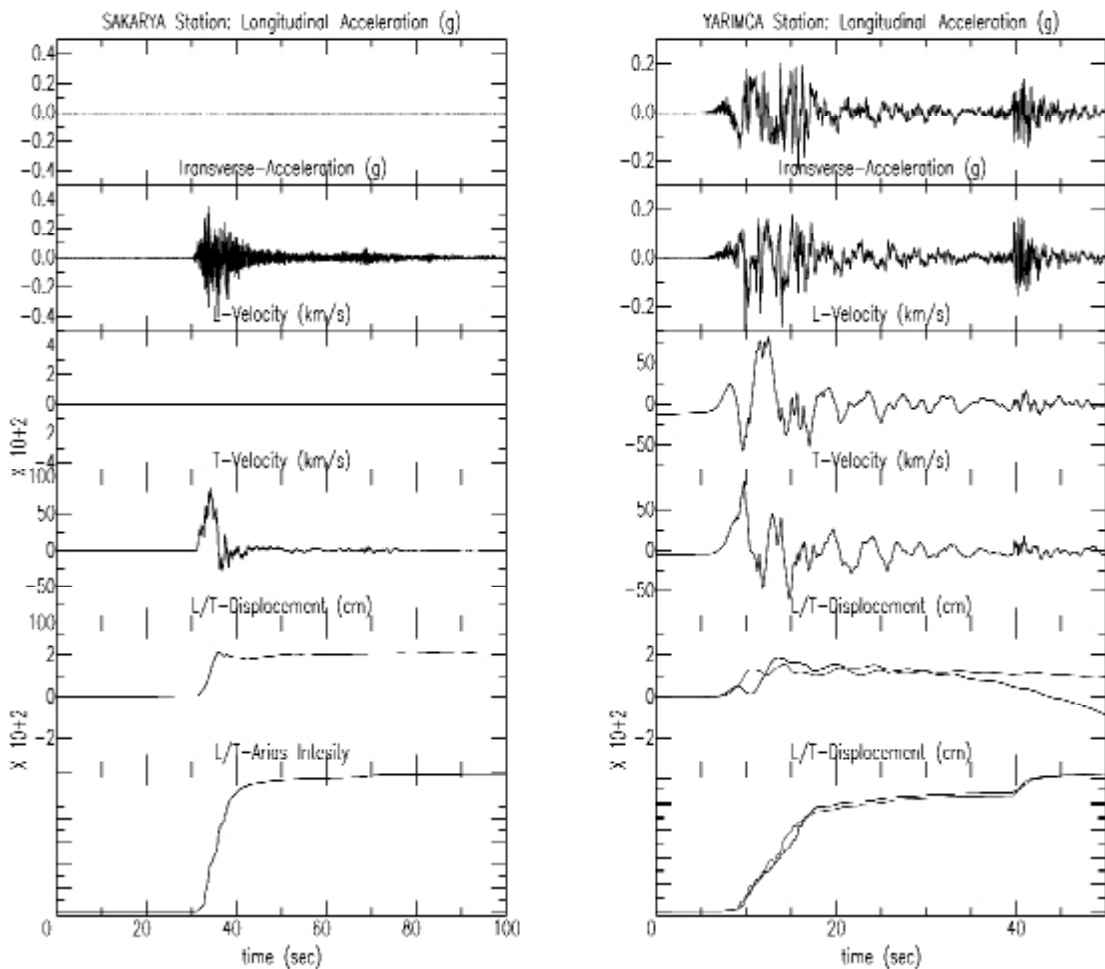 SAKARYA Station: Longitudinal Acceleration (g)
0.4
0.2
0.0
-0.2
-0.4
Iransverse-Acceleration (g)
0.4
0.2
0.0
-0.2
-0.4
L-Velocity (km/s)
4
2
0
2
-4
X 10+2
T-Velocity (km/s)
100
50
0
-50
L/T-Displacement (cm)
100
2
0
-2
X 10+2
L/T-Arias Intesity
0
20
40
60
80
100
time (sec)
YARIMCA Station: Longitudinal Acceleration (g)
0.2
0.0
-0.2
Iransverse-Acceleration (g)
0.2
0.0
-0.2
L-Velocity (km/s)
50
0
-50
T-Velocity (km/s)
50
0
-50
L/T-Displacement (cm)
2
0
-2
X 10+2
L/T-Displacement (cm)
0
20
40
time (sec)